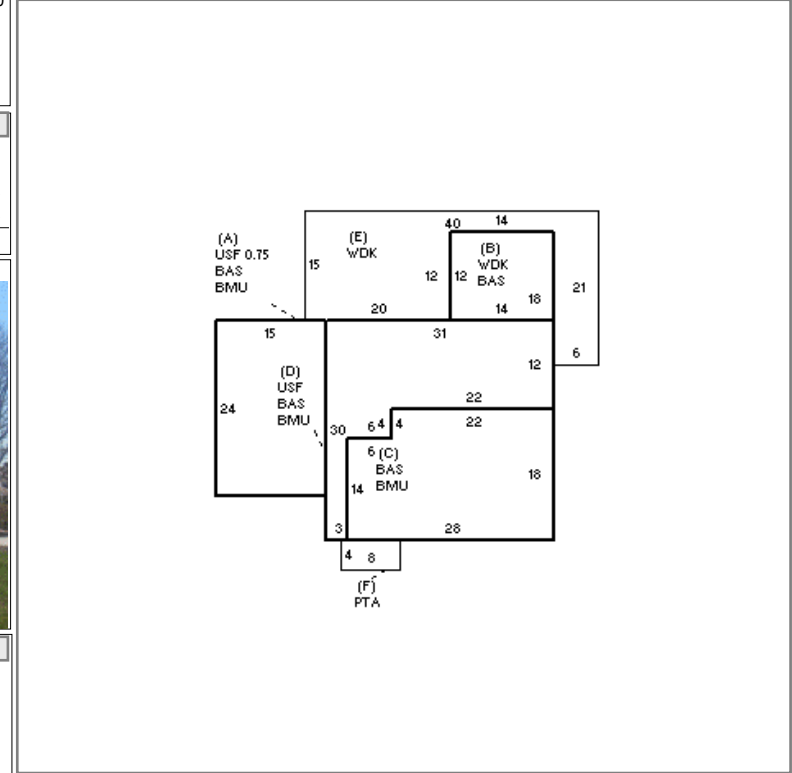 40 14
(A)
USF 0.75
BAS
BMU
(E)
WDK
(B)
WDK
BAS
15
12 12
21
18
20
14
15
31
6
12
(D)
USF
BAS
BMU
22
24
22
30
6 4 4
6
(C)
BAS
BMU
18
14
3
28
4 8
(F)
PTA